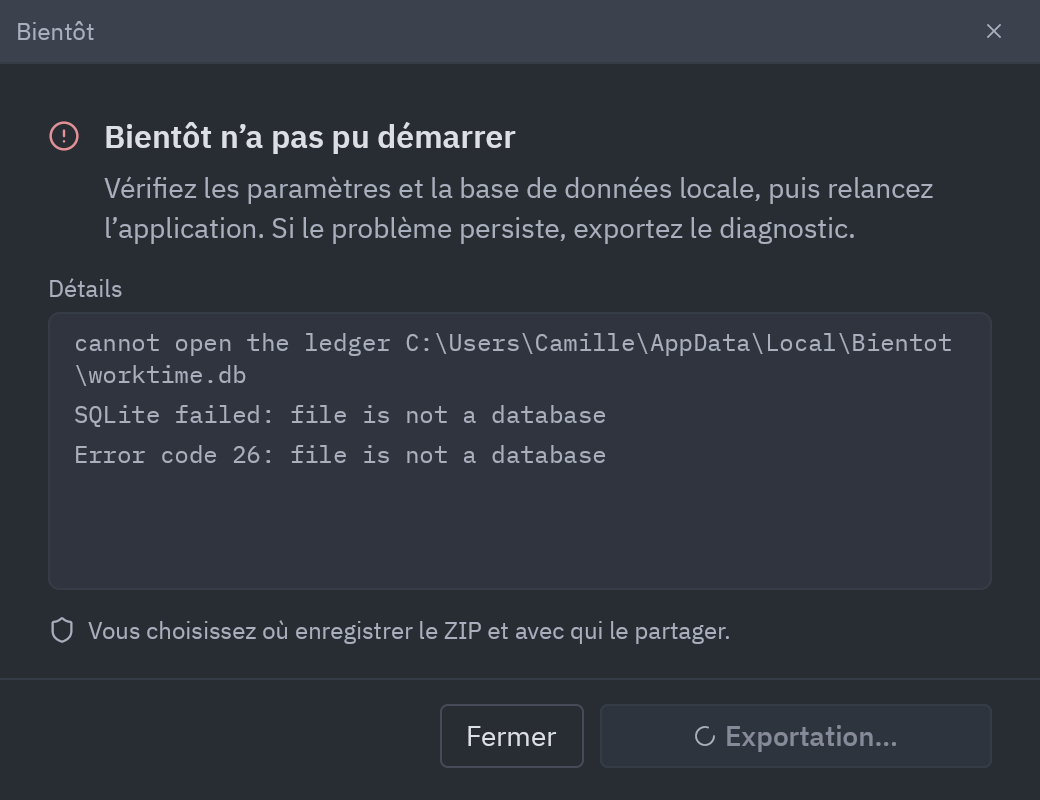 Bientôt
Bientôt n’a pas pu démarrer
Vérifiez les paramètres et la base de données locale, puis relancez
l’application. Si le problème persiste, exportez le diagnostic.
Détails
cannot open the ledger C:\Users\Camille\AppData\Local\Bientot
\worktime.db
SQLite failed: file is not a database
Error code 26: file is not a database
Vous choisissez où enregistrer le ZIP et avec qui le partager.
Fermer
Exportation…